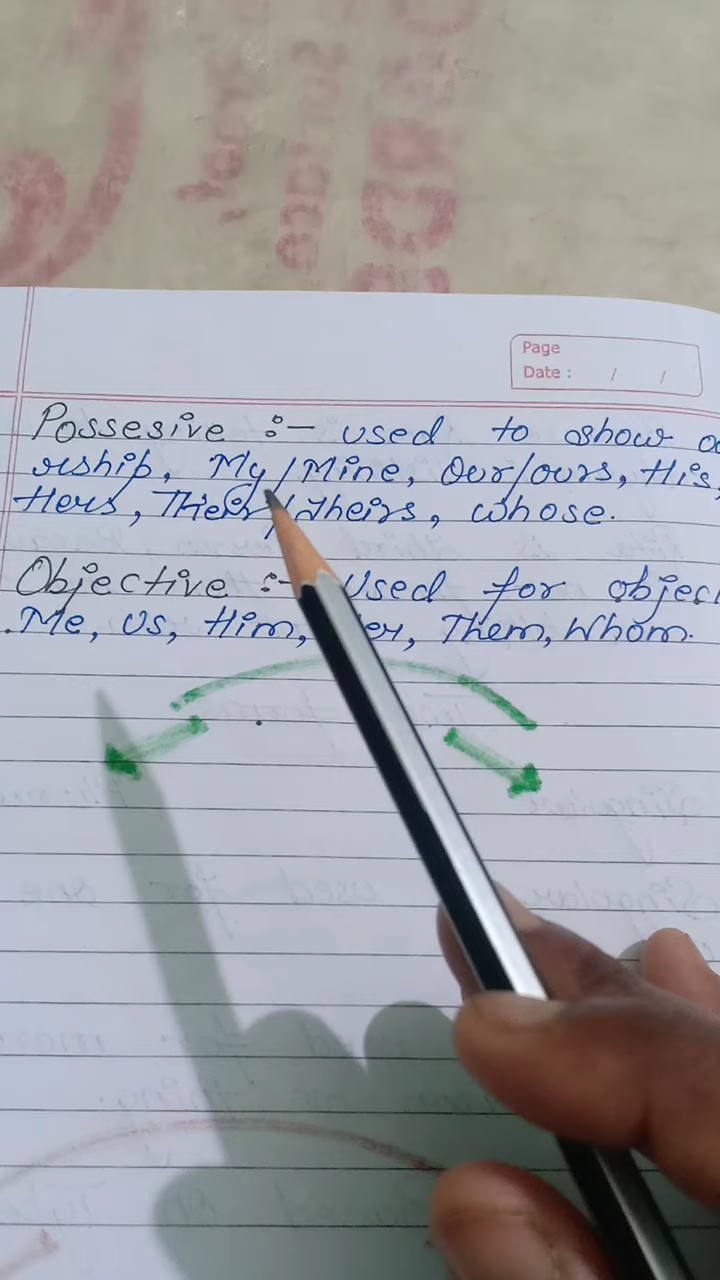 Page
Date : / /
Possesive :- used to show
rship, My/Mine, Our/ours, His,
Hers, Thier/Theirs, whose.
Objective :- Used for objec
Me, Us, Him, Them, Whom.